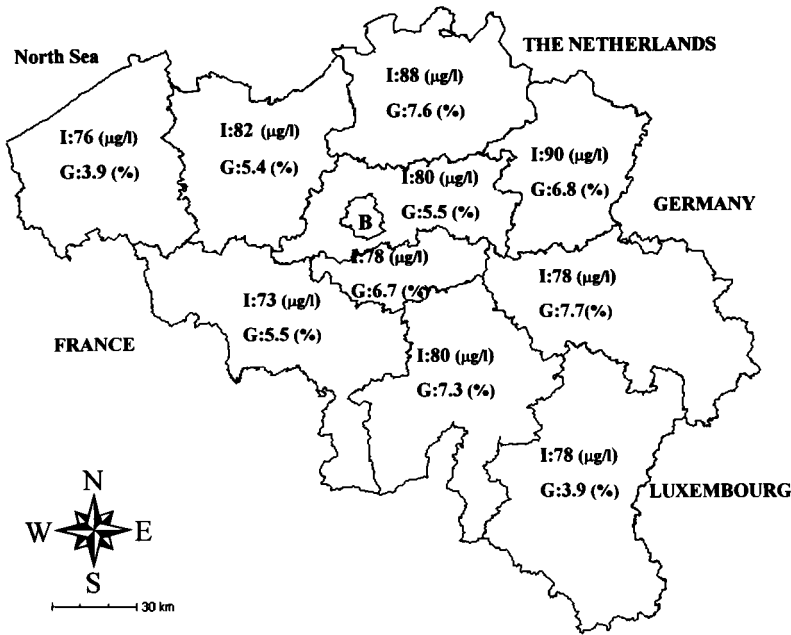 North Sea
THE NETHERLANDS
I:88 (µg/l)
G:7.6 (%)
I:76 (µg/l)
G:3.9 (%)
I:82 (µg/l)
G:5.4 (%)
I:90 (µg/l)
G:6.8 (%)
I:80 (µg/l)
G:5.5 (%)
B
GERMANY
I:78 (µg/l)
G:6.7 (%)
I:78 (µg/l)
G:7.7(%)
I:73 (µg/l)
G:5.5 (%)
FRANCE
I:80 (µg/l)
G:7.3 (%)
I:78 (µg/l)
G:3.9 (%)
LUXEMBOURG
N
W E
S
30 km